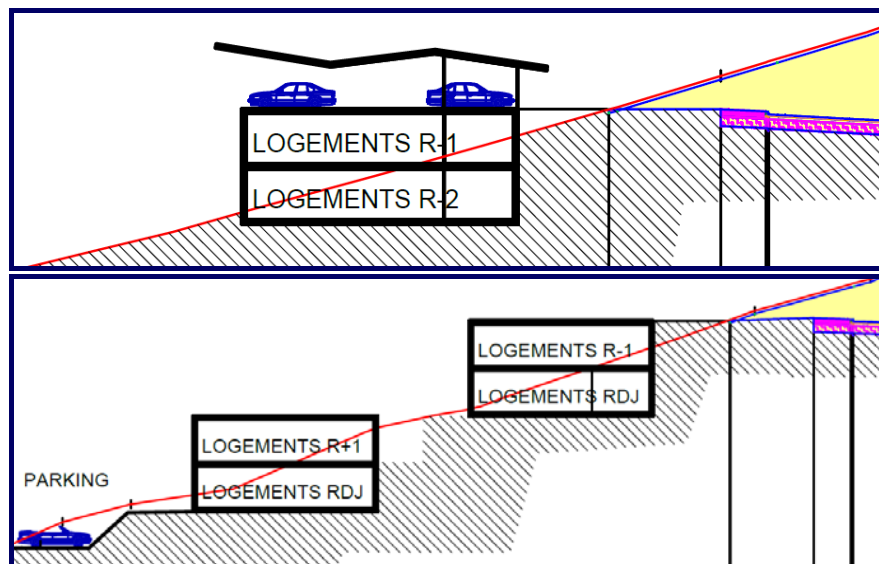 LOGEMENTS R-1
LOGEMENTS R-2
LOGEMENTS R-1
LOGEMENTS RDJ
LOGEMENTS R+1
PARKING
LOGEMENTS RDJ